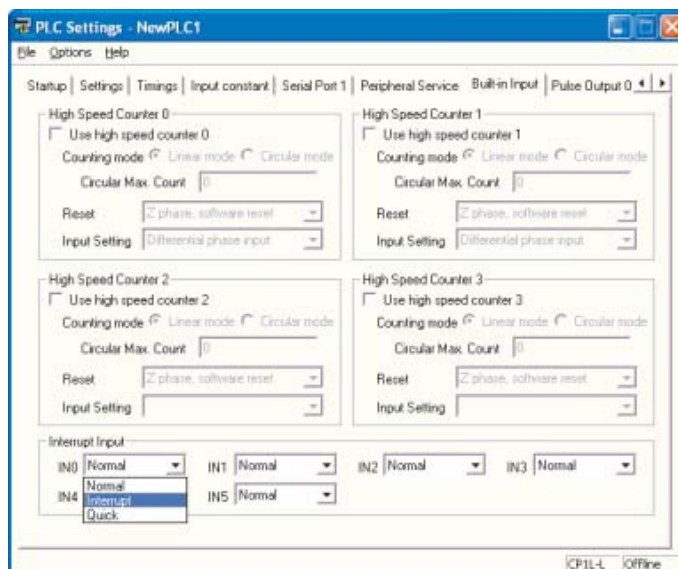 PLC Settings - NewPLC1
File Options Help
Startup Settings Timings Input constant Serial Port 1 Peripheral Service Built-in Input Pulse Output 0
High Speed Counter 0
Use high speed counter 0
Counting mode Linear mode Circular mode
Circular Max. Count 0
Reset Z phase, software reset
Input Setting Differential phase input
High Speed Counter 1
Use high speed counter 1
Counting mode Linear mode Circular mode
Circular Max. Count 0
Reset Z phase, software reset
Input Setting Differential phase input
High Speed Counter 2
Use high speed counter 2
Counting mode Linear mode Circular mode
Circular Max. Count 0
Reset Z phase, software reset
Input Setting
High Speed Counter 3
Use high speed counter 3
Counting mode Linear mode Circular mode
Circular Max. Count 0
Reset Z phase, software reset
Input Setting
Interrupt Input
IN0 Normal IN1 Normal IN2 Normal IN3 Normal
Normal
IN4 Interrupt IN5 Normal
Quick
CP1L-L Offline